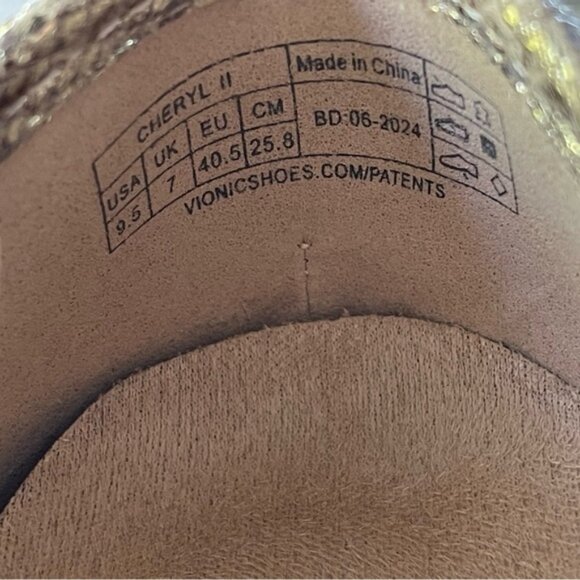 CHERYL II
Made in China
USA UK EU CM
9.5 7 40.5 25.8
BD:06-2024
VIONICSHOES.COM/PATENTS